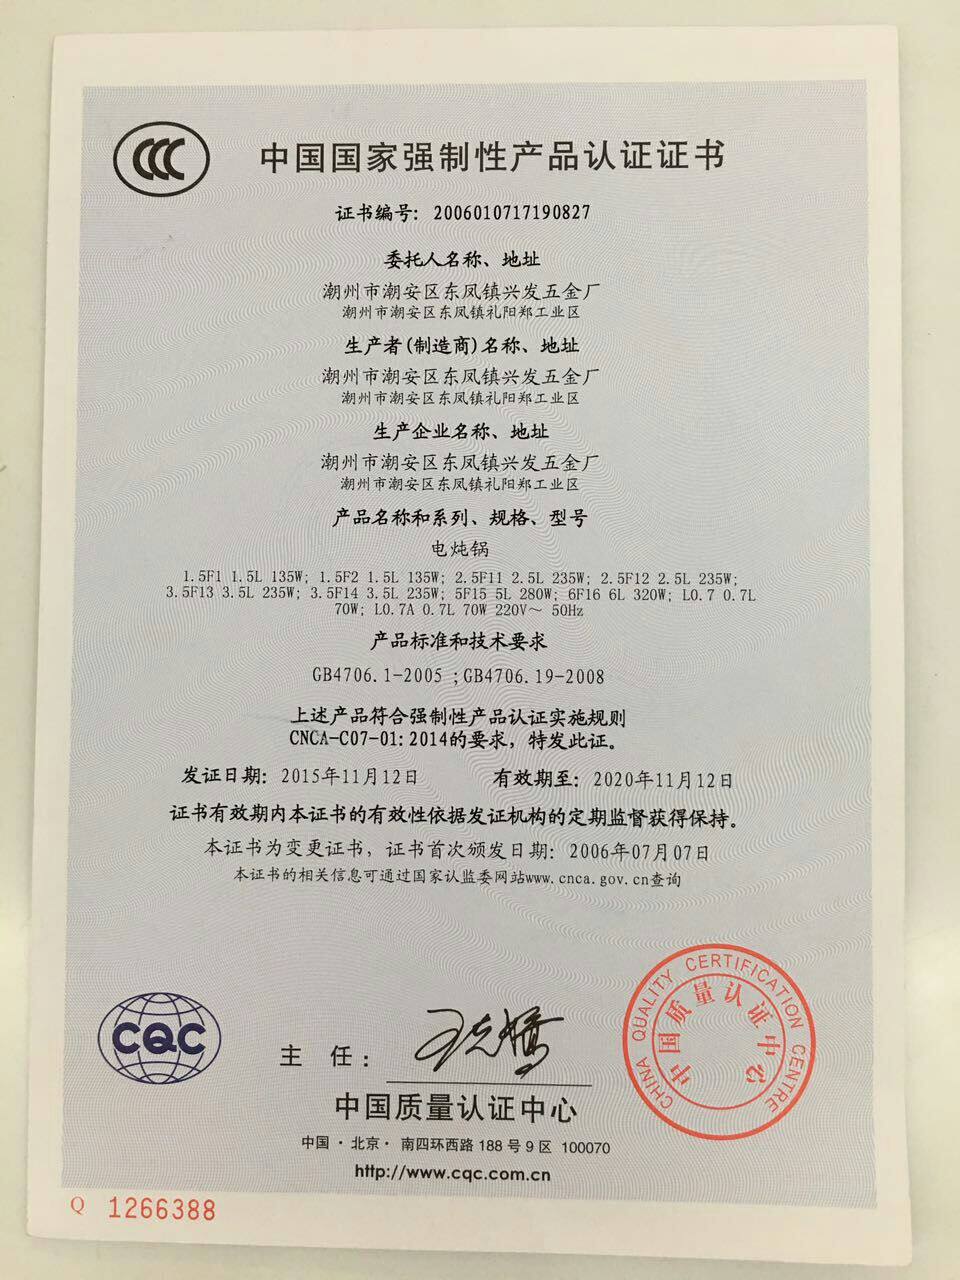 中国国家强制性产品认证证书
证书编号: 2006010717190827
委托人名称、地址
潮州市潮安区东凤镇兴发五金厂
潮州市潮安区东凤镇礼阳郑工业区
生产者(制造商)名称、地址
潮州市潮安区东凤镇兴发五金厂
潮州市潮安区东凤镇礼阳郑工业区
生产企业名称、地址
潮州市潮安区东凤镇兴发五金厂
潮州市潮安区东凤镇礼阳郑工业区
产品名称和系列、规格、型号
电炖锅
1.5F1 1.5L 135W; 1.5F2 1.5L 135W; 2.5F11 2.5L 235W; 2.5F12 2.5L 235W;
3.5F13 3.5L 235W; 3.5F14 3.5L 235W; 5F15 5L 280W; 6F16 6L 320W; L0.7 0.7L
70W; L0.7A 0.7L 70W 220V～ 50Hz
产品标准和技术要求
GB4706.1-2005 ;GB4706.19-2008
上述产品符合强制性产品认证实施规则
CNCA-C07-01:2014的要求，特发此证。
发证日期: 2015年11月12日 有效期至: 2020年11月12日
证书有效期内本证书的有效性依据发证机构的定期监督获得保持。
本证书为变更证书，证书首次颁发日期: 2006年07月07日
本证书的相关信息可通过国家认监委网站www.cnca.gov.cn查询
CHINA QUALITY CERTIFICATION CENTRE
中国质量认证中心
CQC
主 任:
中国质量认证中心
中国·北京·南四环西路 188 号 9 区 100070
http://www.cqc.com.cn
Q 1266388